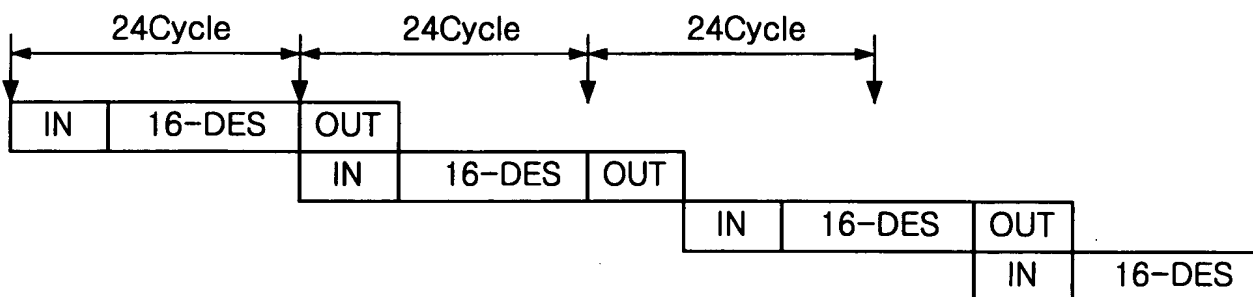 24Cycle 24Cycle 24Cycle
IN 16-DES OUT
IN 16-DES OUT
IN 16-DES OUT
IN 16-DES